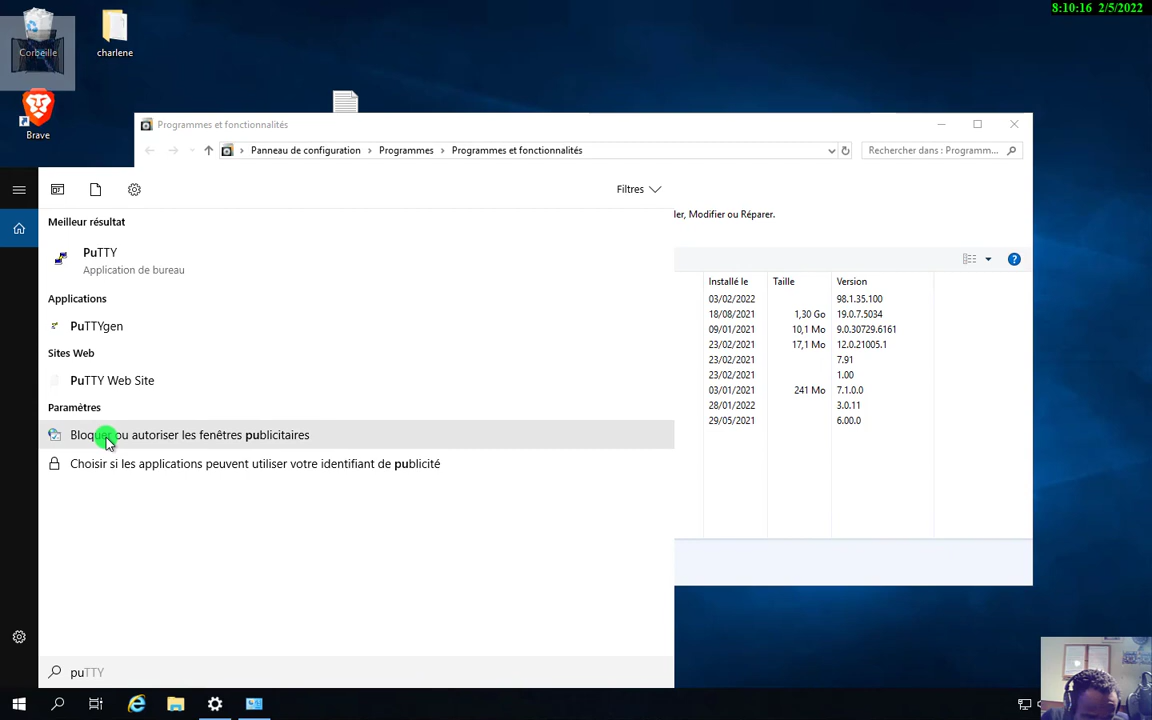 8:10:16 2/5/2022
Corbeille
charlene
Brave
Programmes et fonctionnalités
Panneau de configuration > Programmes > Programmes et fonctionnalités
Rechercher dans : Programm...
Filtres
Meilleur résultat
ler, Modifier ou Réparer.
PuTTY
Application de bureau
Applications
PuTTYgen
Sites Web
PuTTY Web Site
Paramètres
Bloquer ou autoriser les fenêtres publicitaires
Choisir si les applications peuvent utiliser votre identifiant de publicité
Installé le Taille Version
03/02/2022 98.1.35.100
18/08/2021 1,30 Go 19.0.7.5034
09/01/2021 10,1 Mo 9.0.30729.6161
23/02/2021 17,1 Mo 12.0.21005.1
23/02/2021 7.91
23/02/2021 1.00
03/01/2021 241 Mo 7.1.0.0
28/01/2022 3.0.11
29/05/2021 6.00.0
puTTY